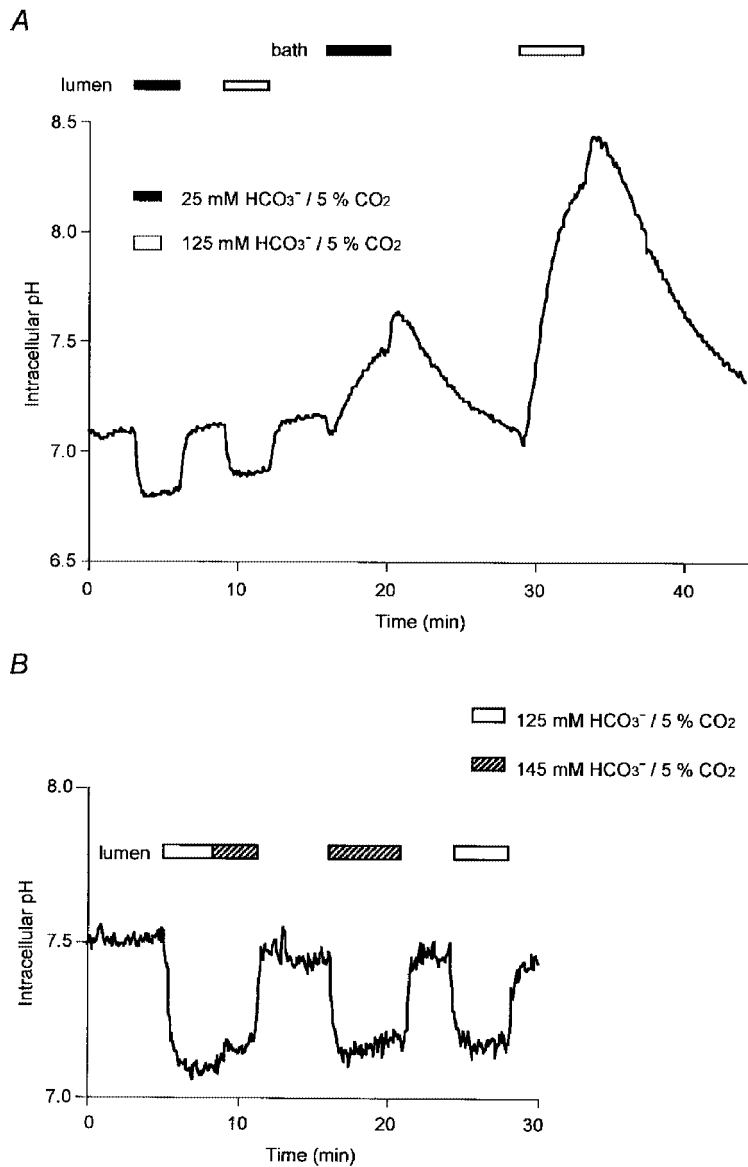 A
bath
lumen
8.5
8.0
7.5
7.0
6.5
Intracellular pH
25 mM HCO₃⁻ / 5 % CO₂
125 mM HCO₃⁻ / 5 % CO₂
0 10 20 30 40
Time (min)
B
125 mM HCO₃⁻ / 5 % CO₂
145 mM HCO₃⁻ / 5 % CO₂
8.0
lumen
7.5
7.0
Intracellular pH
0 10 20 30
Time (min)